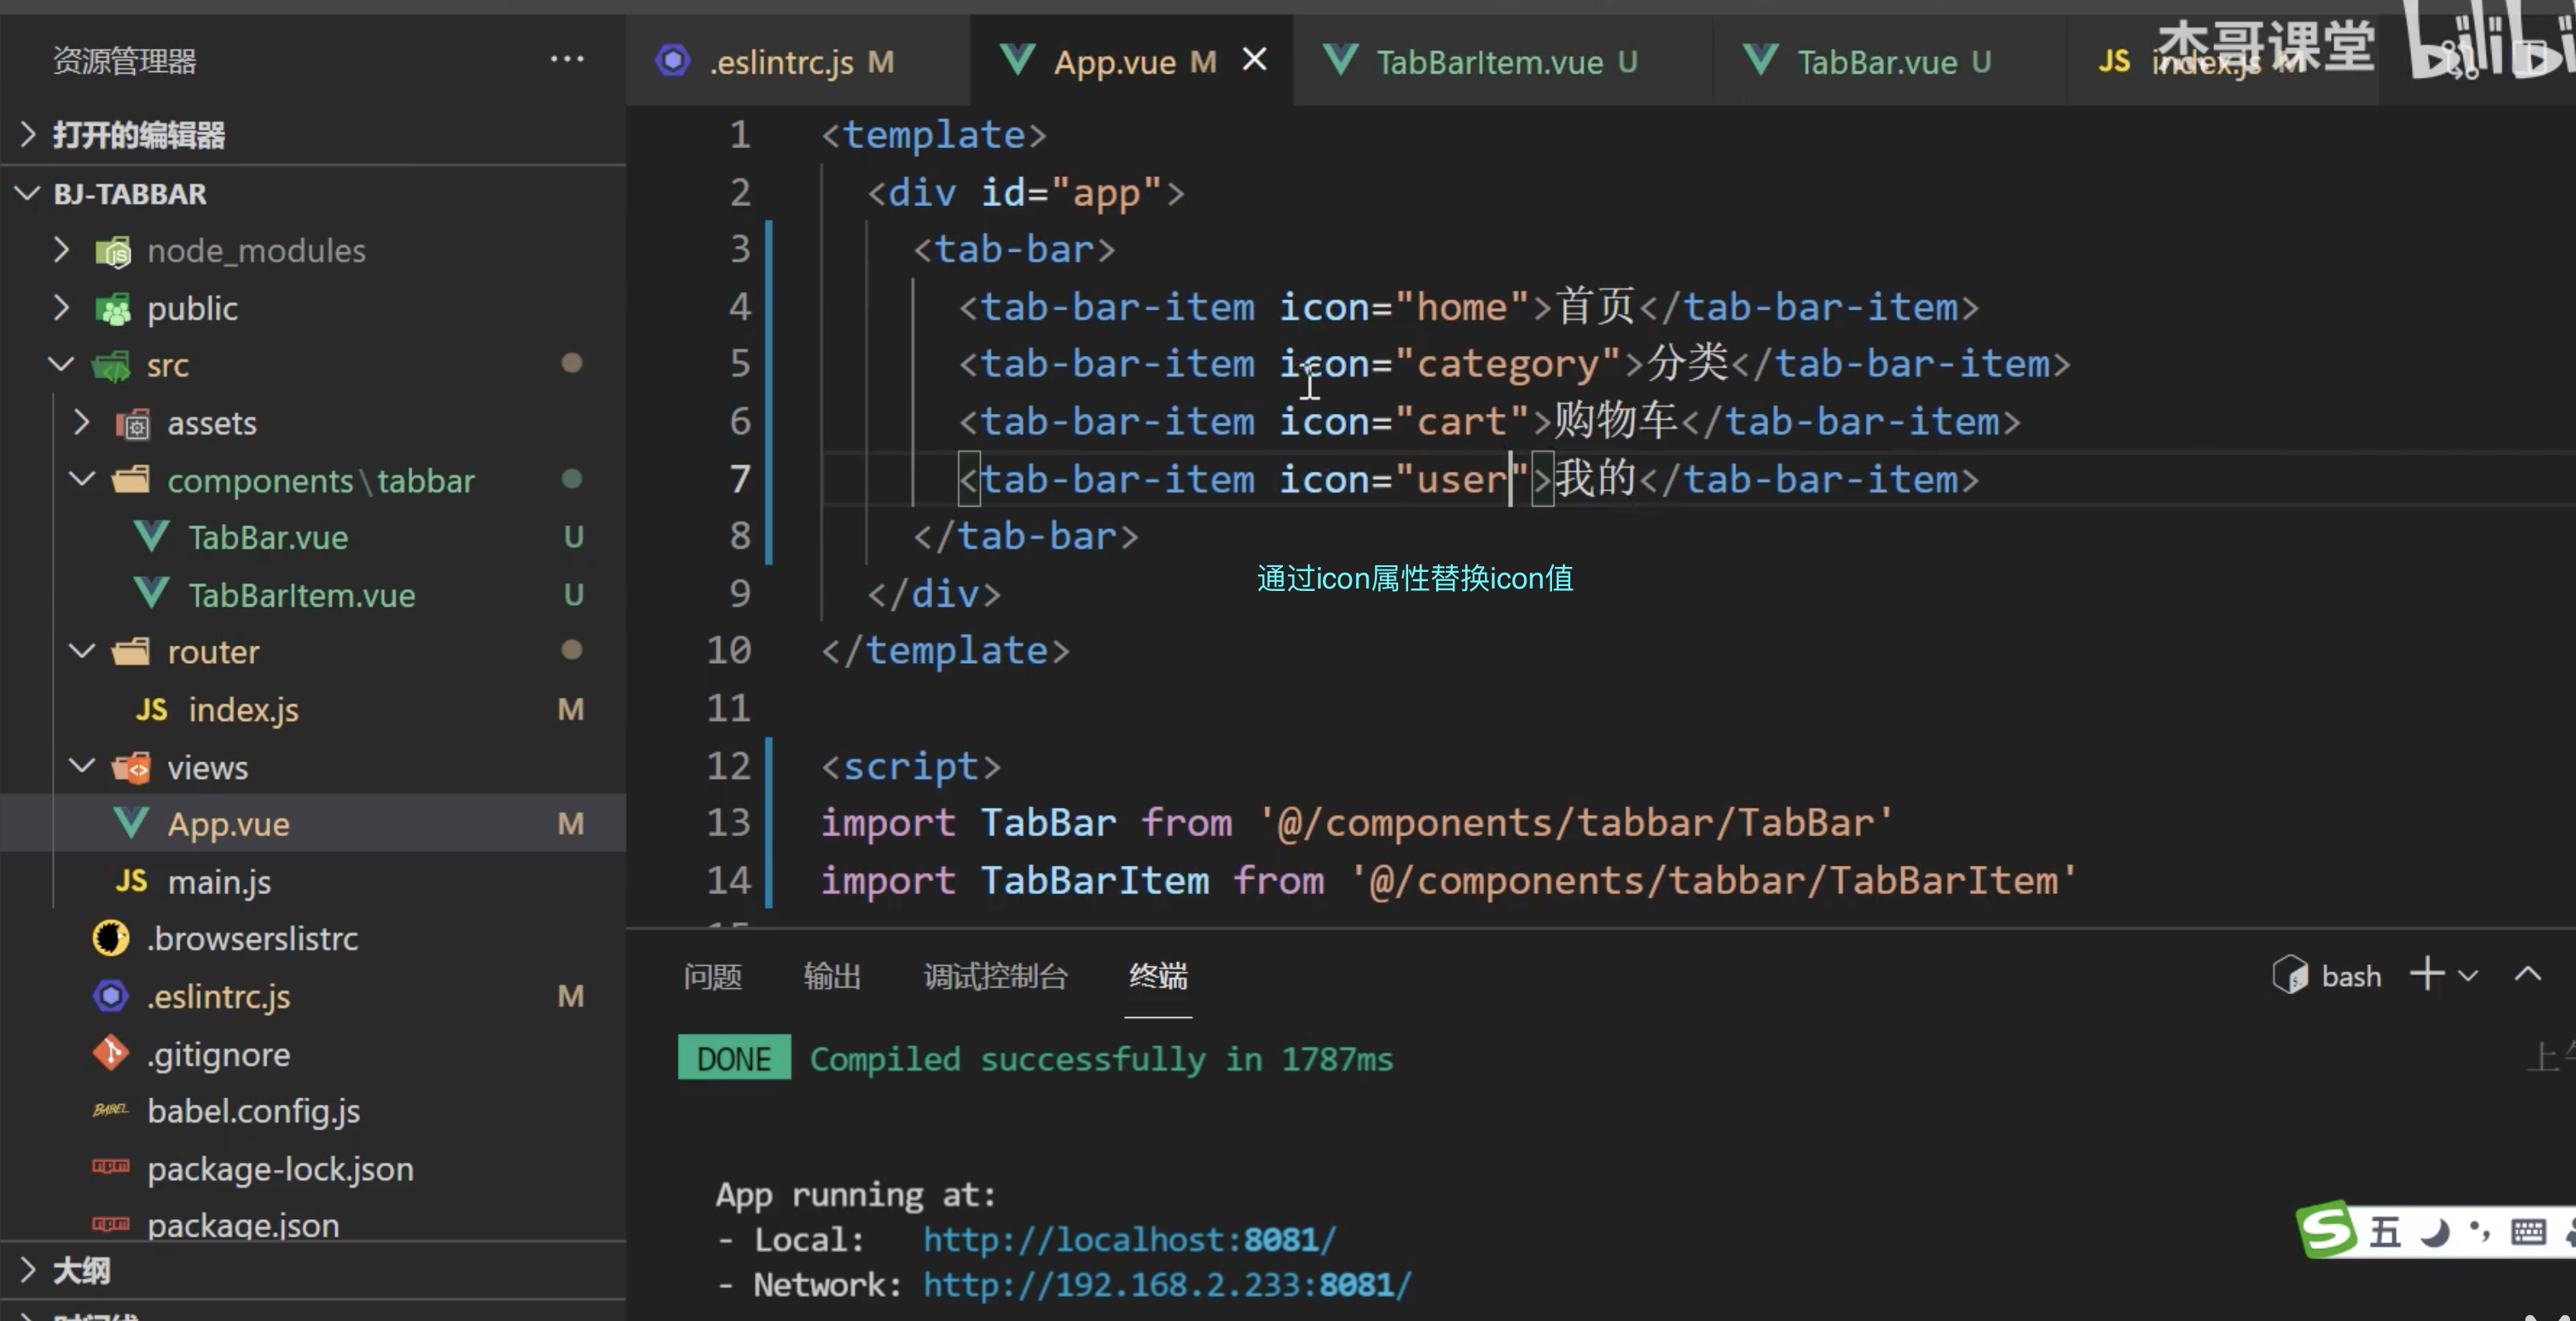 资源管理器
打开的编辑器
BJ-TABBAR
node_modules
public
src
assets
components\tabbar
TabBar.vue U
TabBarItem.vue U
router
index.js M
views
App.vue M
main.js
.browserslistrc
.eslintrc.js M
.gitignore
babel.config.js
package-lock.json
package.json
大纲
时间线
.eslintrc.js M
App.vue M
TabBarItem.vue U
TabBar.vue U
JS index.js M
杰哥课堂
bilibili
1 <template>
2 <div id="app">
3 <tab-bar>
4 <tab-bar-item icon="home">首页</tab-bar-item>
5 <tab-bar-item icon="category">分类</tab-bar-item>
6 <tab-bar-item icon="cart">购物车</tab-bar-item>
7 <tab-bar-item icon="user">我的</tab-bar-item>
8 </tab-bar>
通过icon属性替换icon值
9 </div>
10 </template>
11
12 <script>
13 import TabBar from '@/components/tabbar/TabBar'
14 import TabBarItem from '@/components/tabbar/TabBarItem'
问题 输出 调试控制台 终端 bash
DONE Compiled successfully in 1787ms
App running at:
- Local: http://localhost:8081/
- Network: http://192.168.2.233:8081/
五